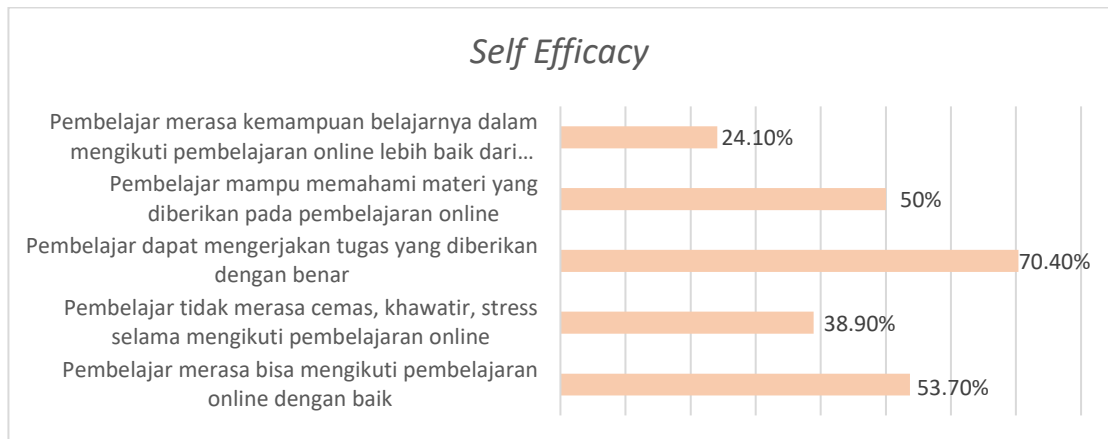 Self Efficacy
Pembelajar merasa kemampuan belajarnya dalam
mengikuti pembelajaran online lebih baik dari...
24.10%
Pembelajar mampu memahami materi yang
diberikan pada pembelajaran online
50%
Pembelajar dapat mengerjakan tugas yang diberikan
dengan benar
70.40%
Pembelajar tidak merasa cemas, khawatir, stress
selama mengikuti pembelajaran online
38.90%
Pembelajar merasa bisa mengikuti pembelajaran
online dengan baik
53.70%